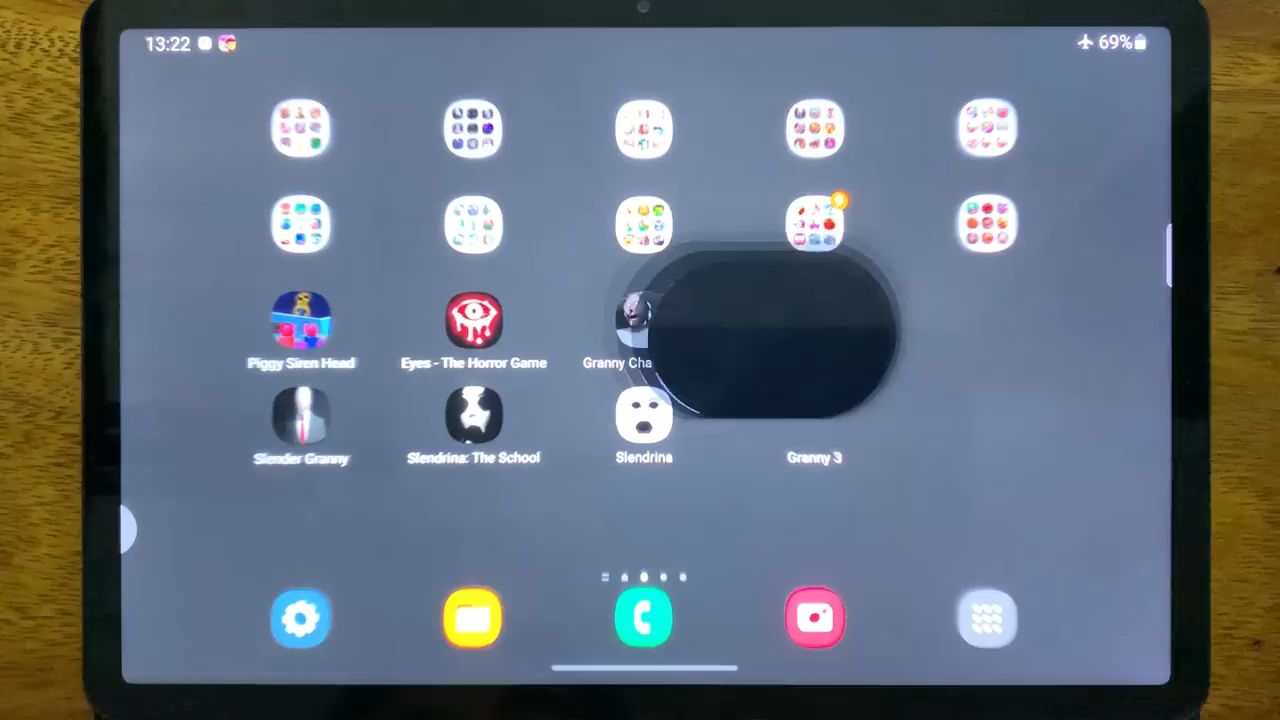 13:22
69%
Piggy Siren Head
Eyes - The Horror Game
Granny Cha
Slender Granny
Slendrina: The School
Slendrina
Granny 3